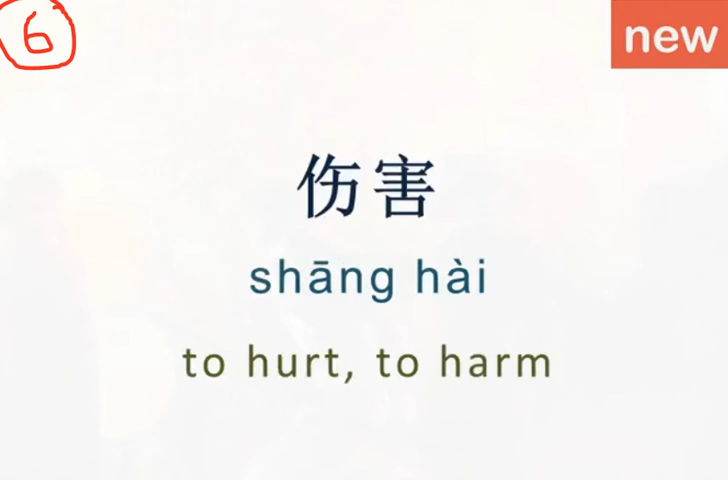 6
new
伤害
shāng hài
to hurt, to harm